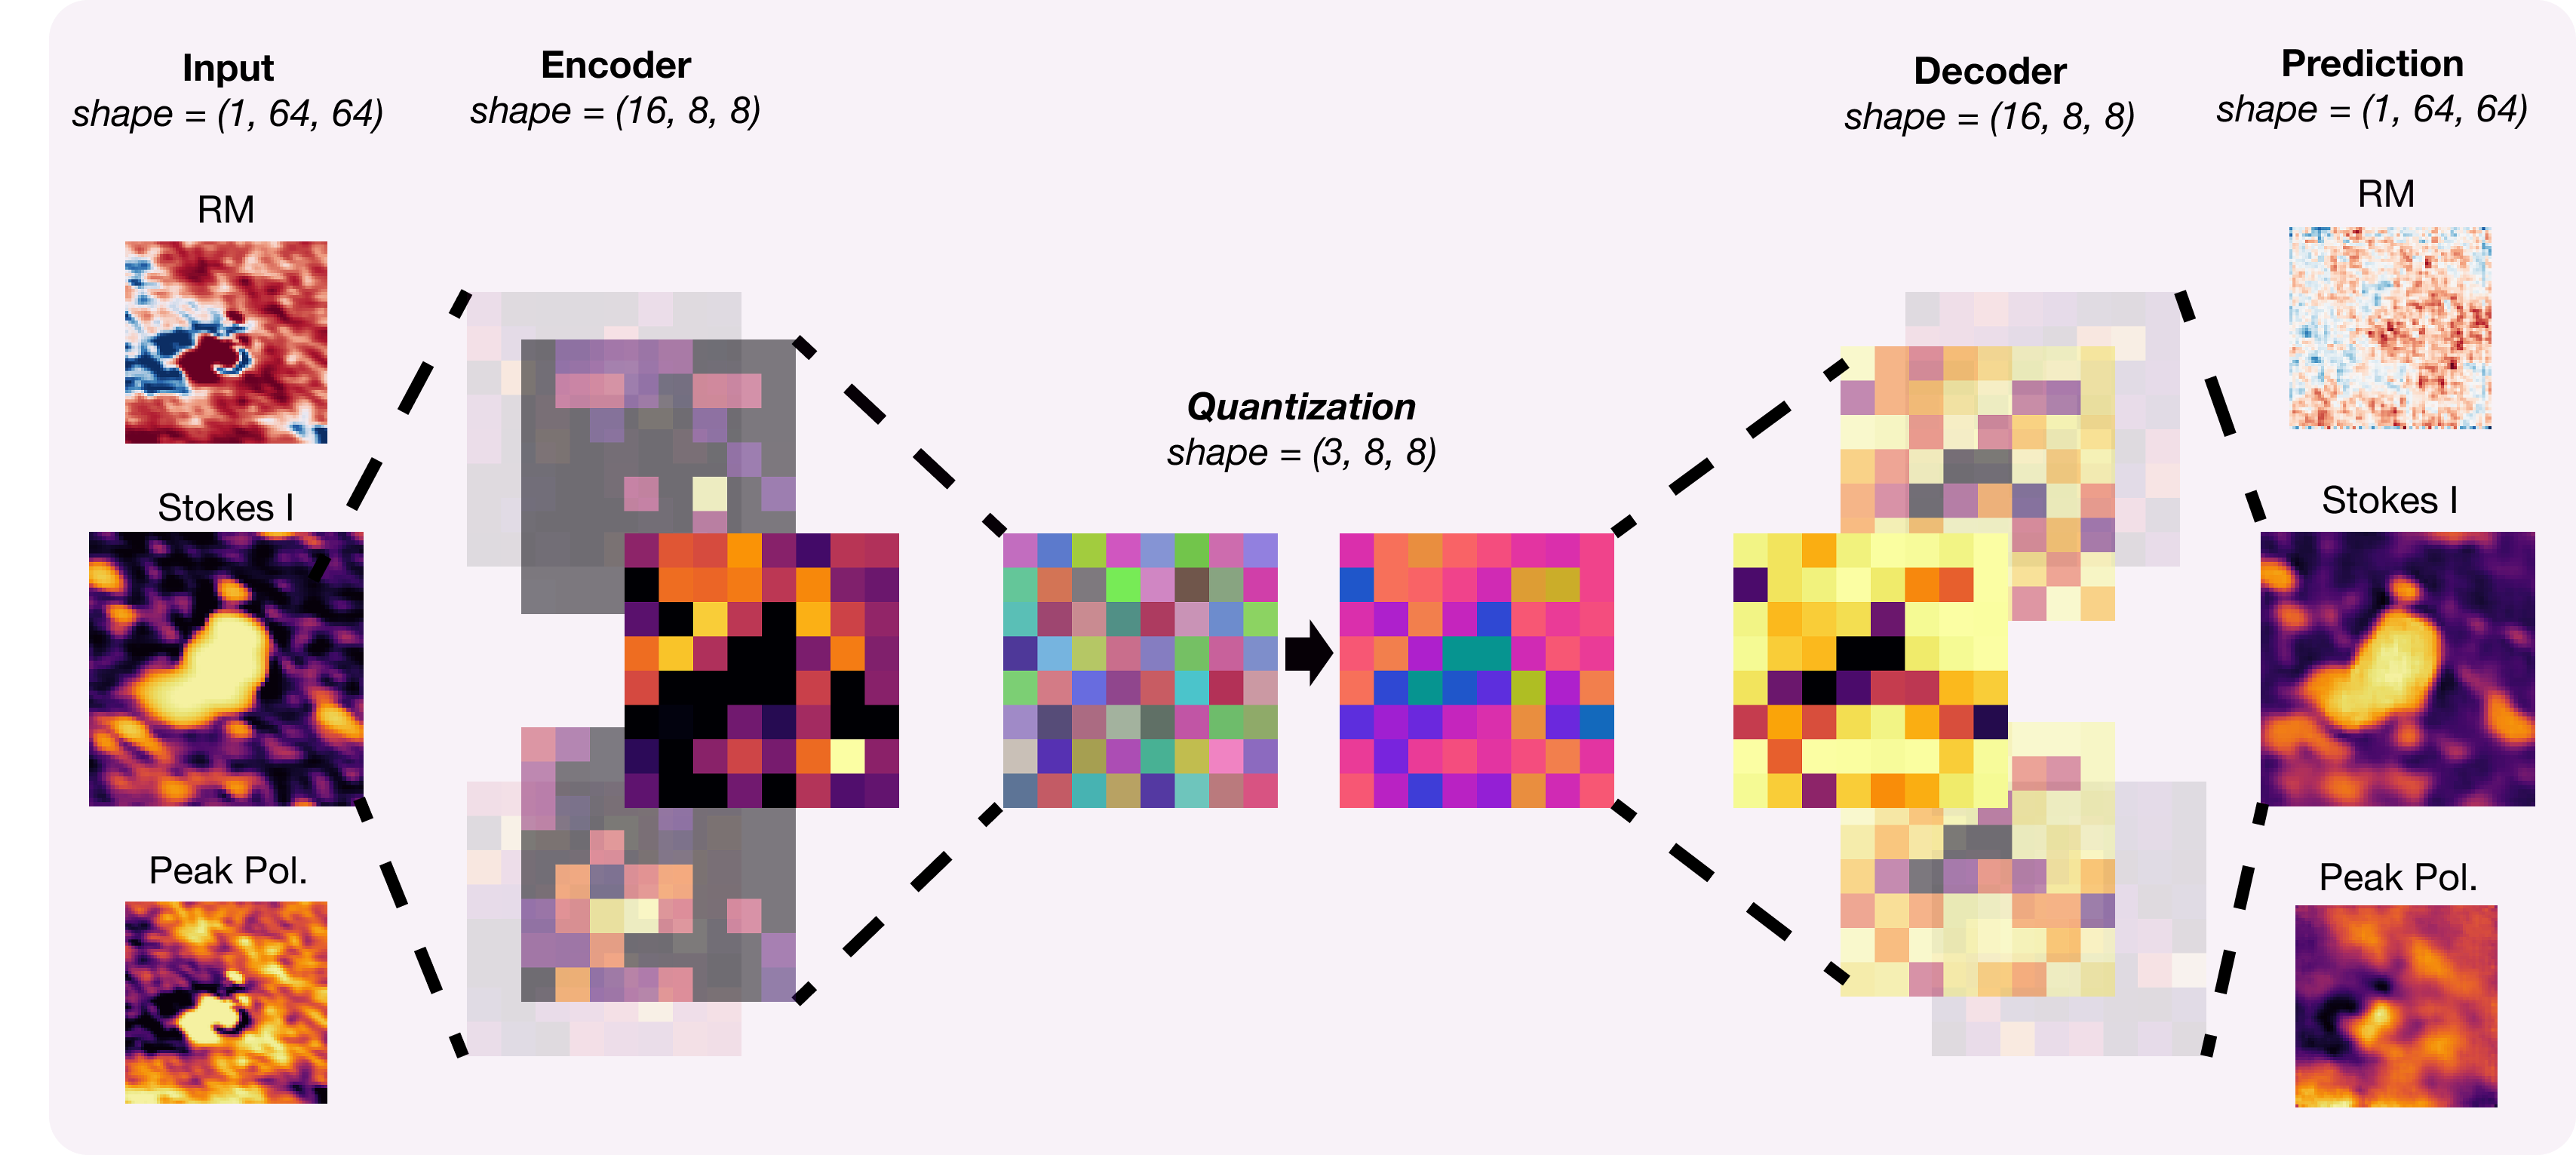 Input
shape = (1, 64, 64)
RM
Stokes I
Peak Pol.
Encoder
shape = (16, 8, 8)
Quantization
shape = (3, 8, 8)
Decoder
shape = (16, 8, 8)
Prediction
shape = (1, 64, 64)
RM
Stokes I
Peak Pol.